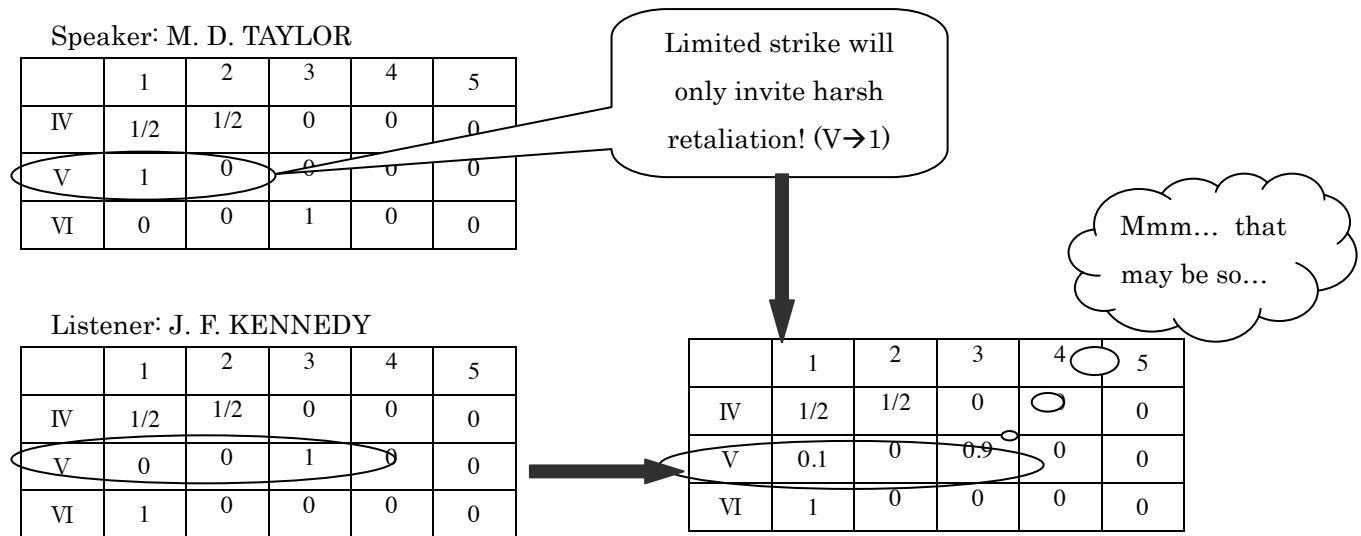 Speaker: M. D. TAYLOR
1 2 3 4 5
Ⅳ 1/2 1/2 0 0 0
Ⅴ 1 0 0 0 0
Ⅵ 0 0 1 0 0
Limited strike will
only invite harsh
retaliation! (V→1)
Mmm… that
may be so…
Listener: J. F. KENNEDY
1 2 3 4 5
Ⅳ 1/2 1/2 0 0 0
Ⅴ 0 0 1 0 0
Ⅵ 1 0 0 0 0
1 2 3 4 5
Ⅳ 1/2 1/2 0 0
Ⅴ 0.1 0 0.9 0 0
Ⅵ 1 0 0 0 0